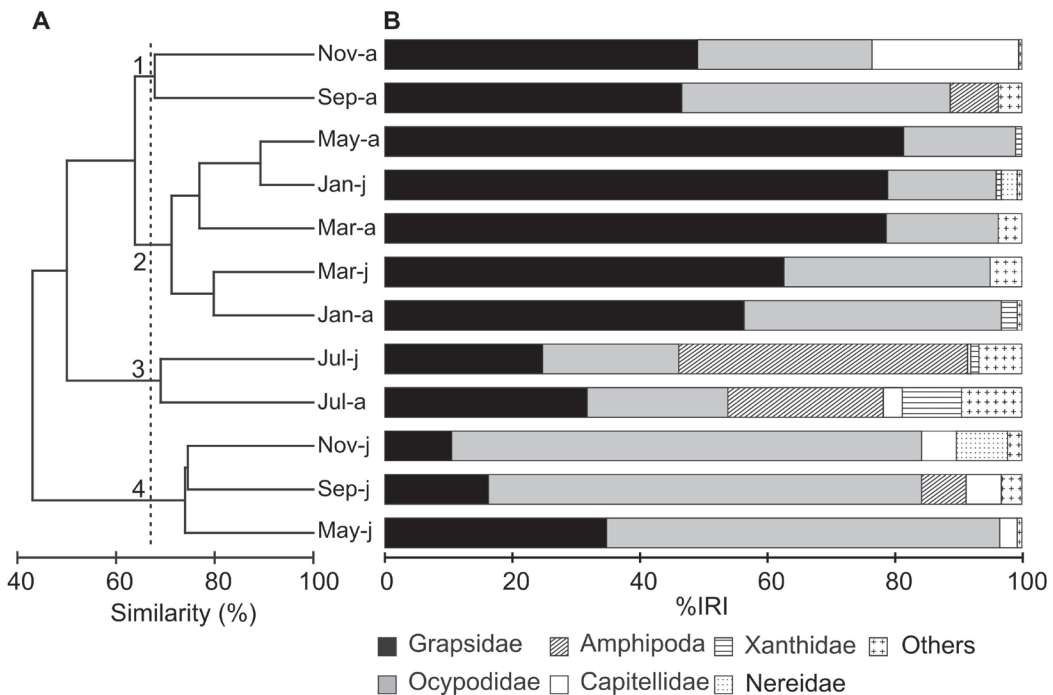 A B
1 Nov-a
Sep-a
May-a
Jan-j
Mar-a
2 Mar-j
Jan-a
3 Jul-j
Jul-a
Nov-j
4 Sep-j
May-j
40 60 80 100 0 20 40 60 80 100
Similarity (%) %IRI
Grapsidae Amphipoda Xanthidae Others
Ocypodidae Capitellidae Nereidae